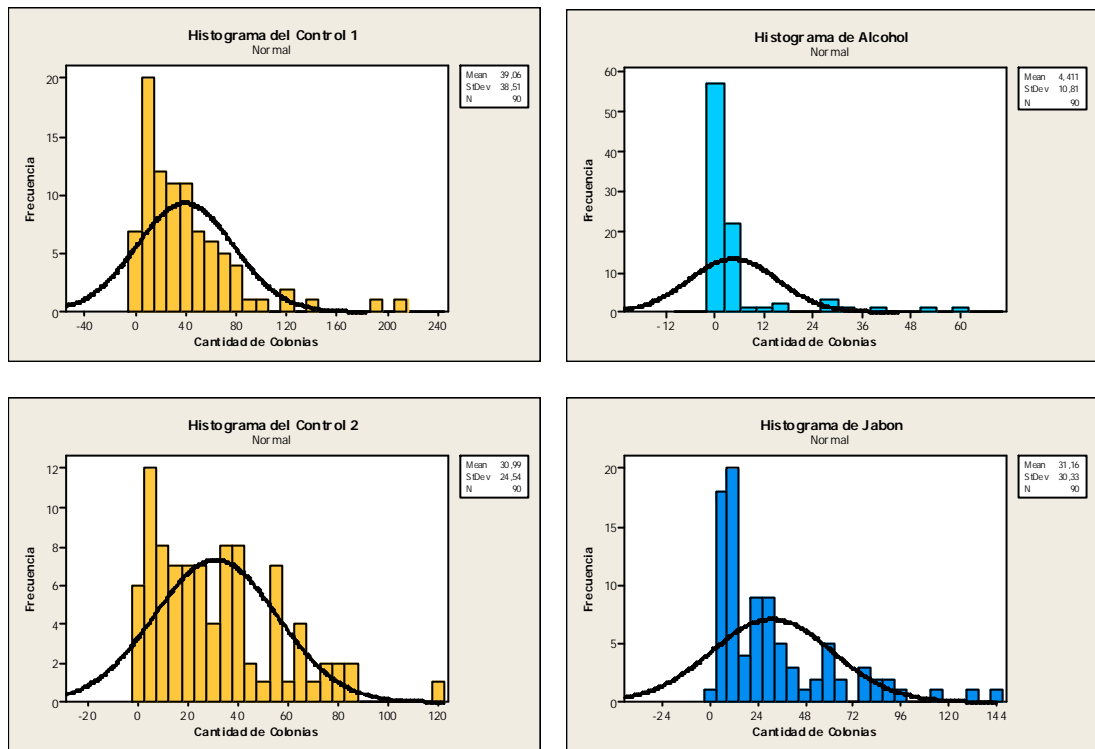 Histograma del Control 1
Normal
Mean 39,06
StDev 38,51
N 90
Frecuencia
20
15
10
5
0
-40 0 40 80 120 160 200 240
Cantidad de Colonias
Histograma de Alcohol
Normal
Mean 4,411
StDev 10,81
N 90
Frecuencia
60
50
40
30
20
10
0
-12 0 12 24 36 48 60
Cantidad de Colonias
Histograma del Control 2
Normal
Mean 30,99
StDev 24,54
N 90
Frecuencia
12
10
8
6
4
2
0
-20 0 20 40 60 80 100 120
Cantidad de Colonias
Histograma de Jabon
Normal
Mean 31,16
StDev 30,33
N 90
Frecuencia
20
15
10
5
0
-24 0 24 48 72 96 120 144
Cantidad de Colonias